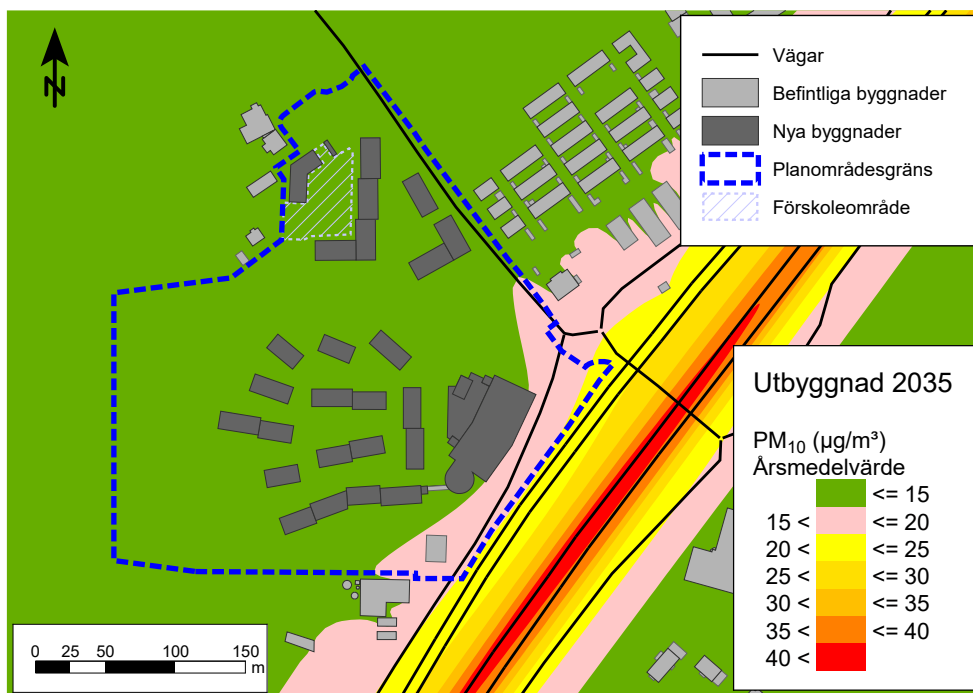 N
Vägar
Befintliga byggnader
Nya byggnader
Planområdesgräns
Förskoleområde
Utbyggnad 2035
PM10 (µg/m³)
Årsmedelvärde
<= 15
15 < <= 20
20 < <= 25
25 < <= 30
30 < <= 35
35 < <= 40
40 <
0 25 50 100 150
m